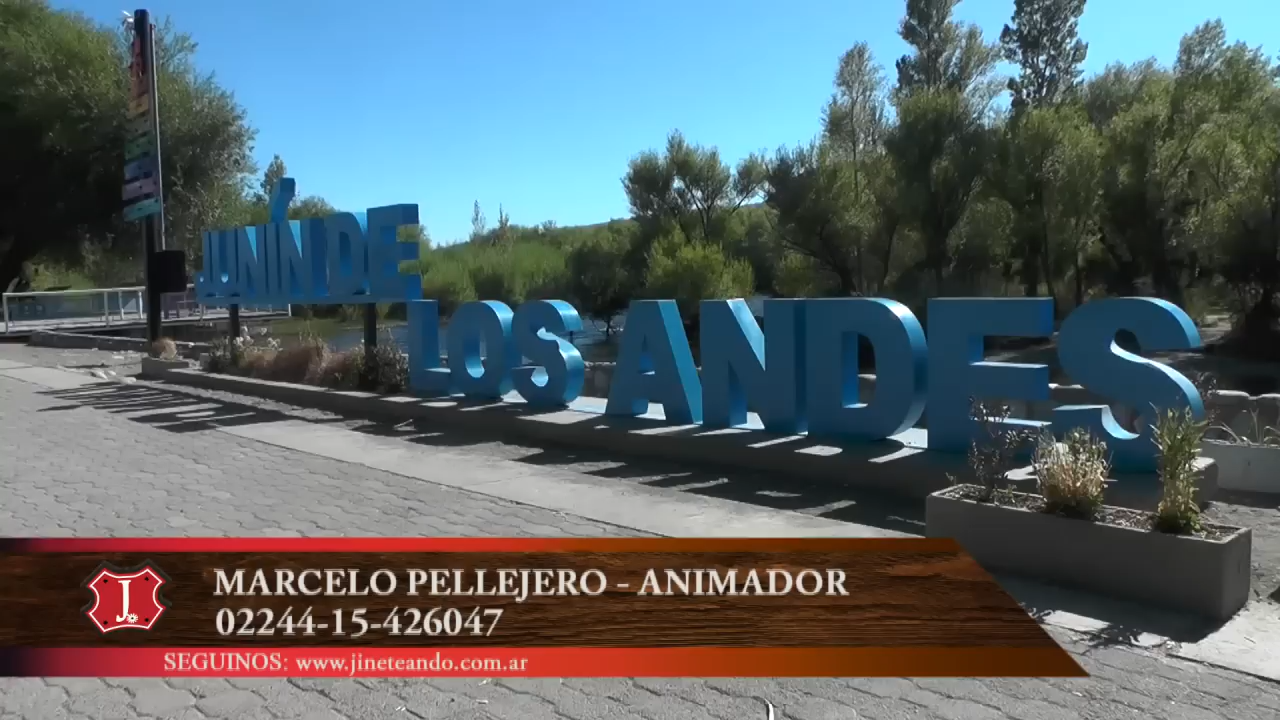 JUNÍN DE
LOS ANDES
J
MARCELO PELLEJERO - ANIMADOR
02244-15-426047
SEGUINOS: www.jineteando.com.ar